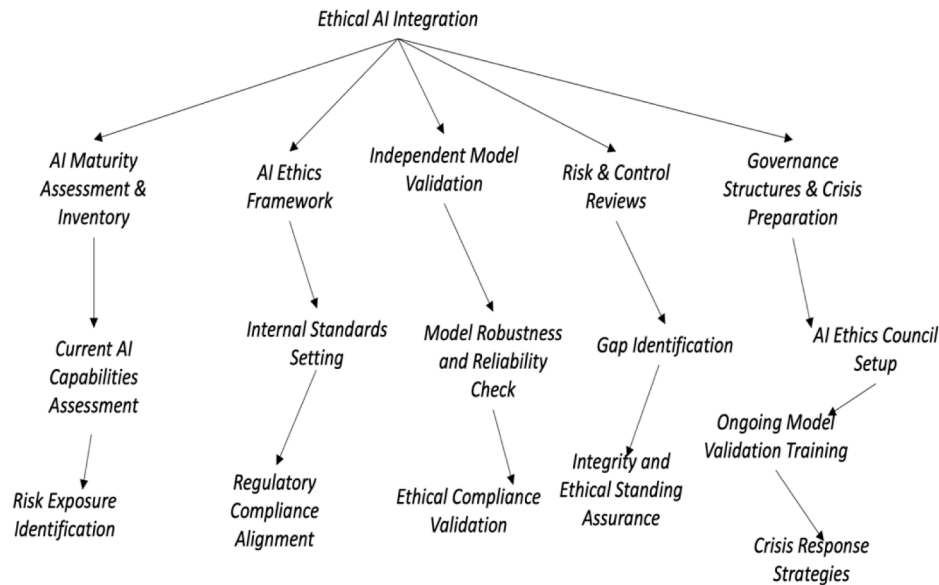 Ethical AI Integration
AI Maturity
Assessment &
Inventory
AI Ethics
Framework
Independent Model
Validation
Risk & Control
Reviews
Governance
Structures & Crisis
Preparation
Current AI
Capabilities
Assessment
Internal Standards
Setting
Model Robustness
and Reliability
Check
Gap Identification
AI Ethics Council
Setup
Risk Exposure
Identification
Regulatory
Compliance
Alignment
Ethical Compliance
Validation
Integrity and
Ethical Standing
Assurance
Ongoing Model
Validation Training
Crisis Response
Strategies